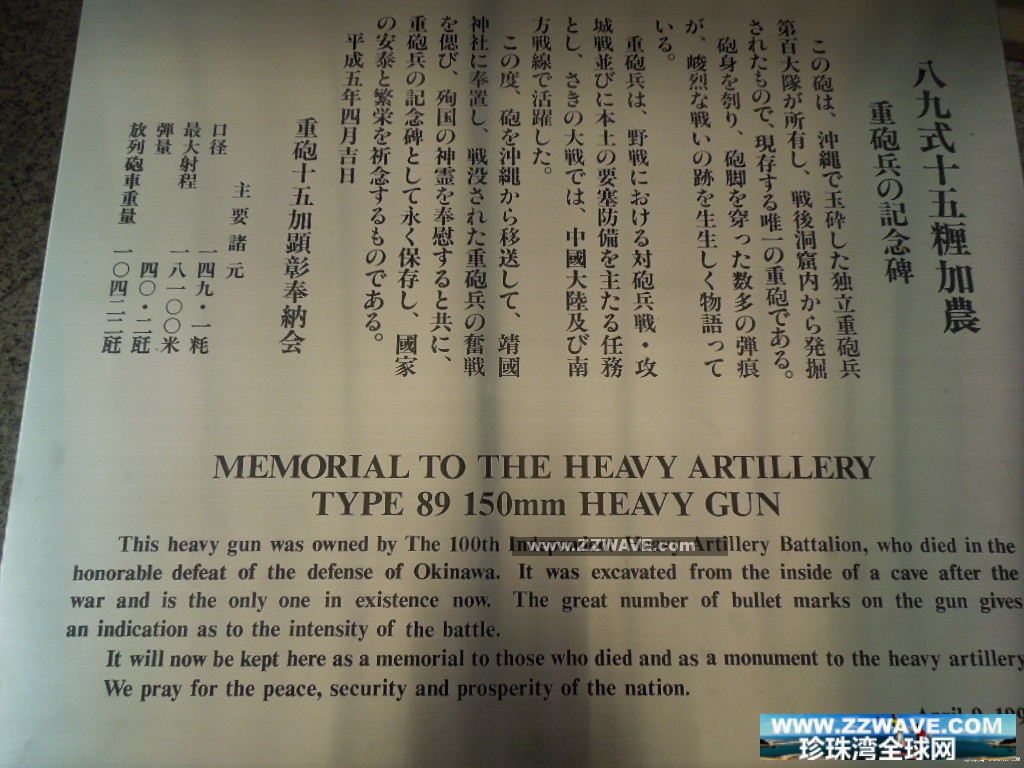 八九式十五糎加農
重砲兵の記念碑
この砲は、沖縄で玉砕した独立重砲兵
第百大隊が所有し、戦後洞窟内から発掘
されたもので、現存する唯一の重砲である。
砲身を刳り、砲脚を穿った数多の弾痕
が、峻烈な戦いの跡を生生しく物語って
いる。
重砲兵は、野戦における対砲兵戦・攻
城戦並びに本土の要塞防備を主たる任務
とし、さきの大戦では、中國大陸及び南
方戦線で活躍した。
この度、砲を沖縄から移送して、靖國
神社に奉置し、戦没された重砲兵の奮戦
を偲び、殉国の神霊を奉慰すると共に、
重砲兵の記念碑として永く保存し、國家
の安泰と繁栄を祈念するものである。
平成五年四月吉日
重砲十五加顕彰奉納会
主要諸元
口径 一四九・一粍
最大射程 一八一〇〇米
弾量 四〇・二瓩
放列砲車重量 一〇四二二瓩
MEMORIAL TO THE HEAVY ARTILLERY
TYPE 89 150mm HEAVY GUN
This heavy gun was owned by The 100th Independent Heavy Artillery Battalion, who died in the
honorable defeat of the defense of Okinawa. It was excavated from the inside of a cave after the
war and is the only one in existence now. The great number of bullet marks on the gun gives
an indication as to the intensity of the battle.
It will now be kept here as a memorial to those who died and as a monument to the heavy artillery
We pray for the peace, security and prosperity of the nation.
www.ZZWAVE.com
WWW.ZZWAVE.COM
珍珠湾全球网